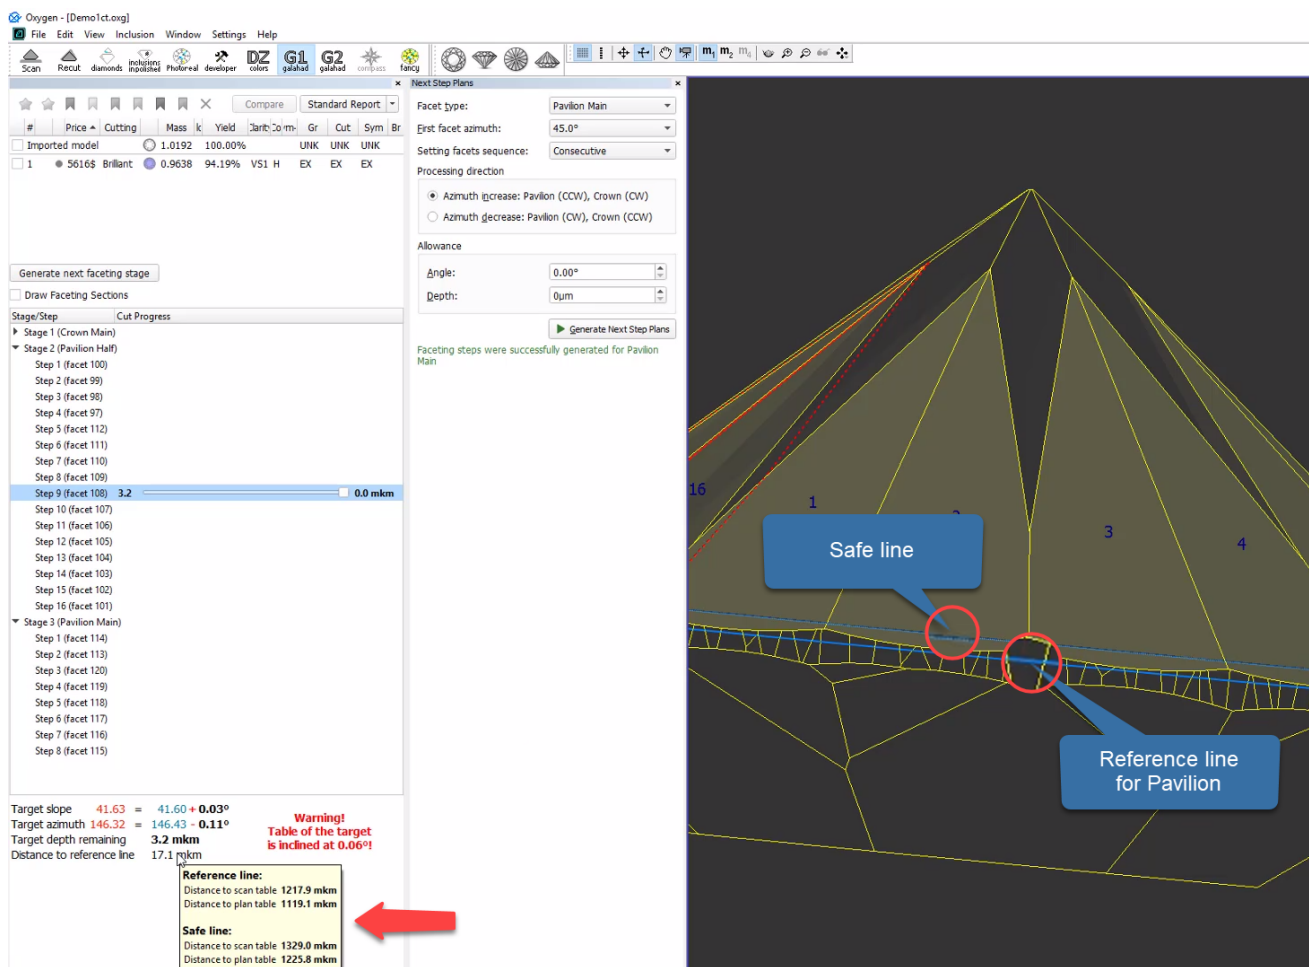 Oxygen - [Demo1ct.oxg]
File Edit View Inclusion Window Settings Help
Scan Recut diamonds inclusions inpolished Photoreal developer DZ colors G1 galahad G2 galahad compass fancy m1 m2 m4
Next Step Plans
Compare Standard Report
# Price Cutting Mass k Yield Gr Cut Sym Br
Imported model 1.0192 100.00% UNK UNK UNK
1 5616$ Brilliant 0.9638 94.19% VS1 H EX EX EX
Generate next faceting stage
Draw Faceting Sections
Stage/Step Cut Progress
Stage 1 (Crown Main)
Stage 2 (Pavilion Half)
Step 1 (facet 100)
Step 2 (facet 99)
Step 3 (facet 98)
Step 4 (facet 97)
Step 5 (facet 112)
Step 6 (facet 111)
Step 7 (facet 110)
Step 8 (facet 109)
Step 9 (facet 108) 3.2 0.0 mkm
Step 10 (facet 107)
Step 11 (facet 106)
Step 12 (facet 105)
Step 13 (facet 104)
Step 14 (facet 103)
Step 15 (facet 102)
Step 16 (facet 101)
Stage 3 (Pavilion Main)
Step 1 (facet 114)
Step 2 (facet 113)
Step 3 (facet 120)
Step 4 (facet 119)
Step 5 (facet 118)
Step 6 (facet 117)
Step 7 (facet 116)
Step 8 (facet 115)
Target slope 41.63 = 41.60 + 0.03º
Target azimuth 146.32 = 146.43 - 0.11º
Target depth remaining 3.2 mkm
Distance to reference line 17.1 mkm
Warning!
Table of the target
is inclined at 0.06º!
Reference line:
Distance to scan table 1217.9 mkm
Distance to plan table 1119.1 mkm
Safe line:
Distance to scan table 1329.0 mkm
Distance to plan table 1225.8 mkm
Facet type: Pavilion Main
First facet azimuth: 45.0°
Setting facets sequence: Consecutive
Processing direction
Azimuth increase: Pavilion (CCW), Crown (CW)
Azimuth decrease: Pavilion (CW), Crown (CCW)
Allowance
Angle: 0.00°
Depth: 0µm
Generate Next Step Plans
Faceting steps were successfully generated for Pavilion
Main
16
1
3
4
Safe line
Reference line
for Pavilion